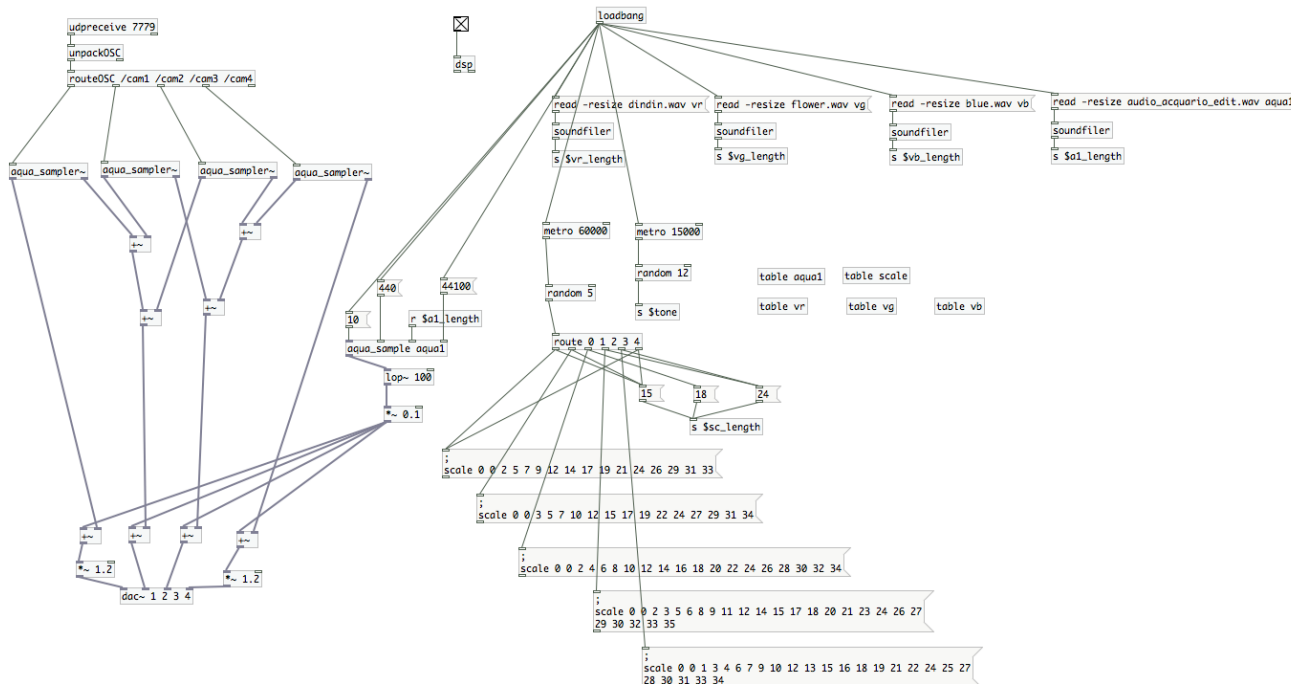 loadbang
udpreceive 7779
unpackOSC
routeOSC /cam1 /cam2 /cam3 /cam4
dsp
read -resize dindin.wav vr
read -resize flower.wav vg
read -resize blue.wav vb
read -resize audio_acquario_edit.wav aqua1
soundfiler
soundfiler
soundfiler
soundfiler
s $vr_length
s $vg_length
s $vb_length
s $a1_length
aqua_sampler~
aqua_sampler~
aqua_sampler~
aqua_sampler~
+~
+~
+~
+~
metro 60000
metro 15000
random 12
random 5
s $tone
table aqua1
table scale
table vr
table vg
table vb
440
44100
10
r $a1_length
aqua_sample aqua1
lop~ 100
*~ 0.1
route 0 1 2 3 4
15
18
24
s $sc_length
;
scale 0 0 2 5 7 9 12 14 17 19 21 24 26 29 31 33
;
scale 0 0 3 5 7 10 12 15 17 19 22 24 27 29 31 34
;
scale 0 0 2 4 6 8 10 12 14 16 18 20 22 24 26 28 30 32 34
;
scale 0 0 2 3 5 6 8 9 11 12 14 15 17 18 20 21 23 24 26 27
29 30 32 33 35
;
scale 0 0 1 3 4 6 7 9 10 12 13 15 16 18 19 21 22 24 25 27
28 30 31 33 34
+~
+~
+~
+~
*~ 1.2
*~ 1.2
dac~ 1 2 3 4